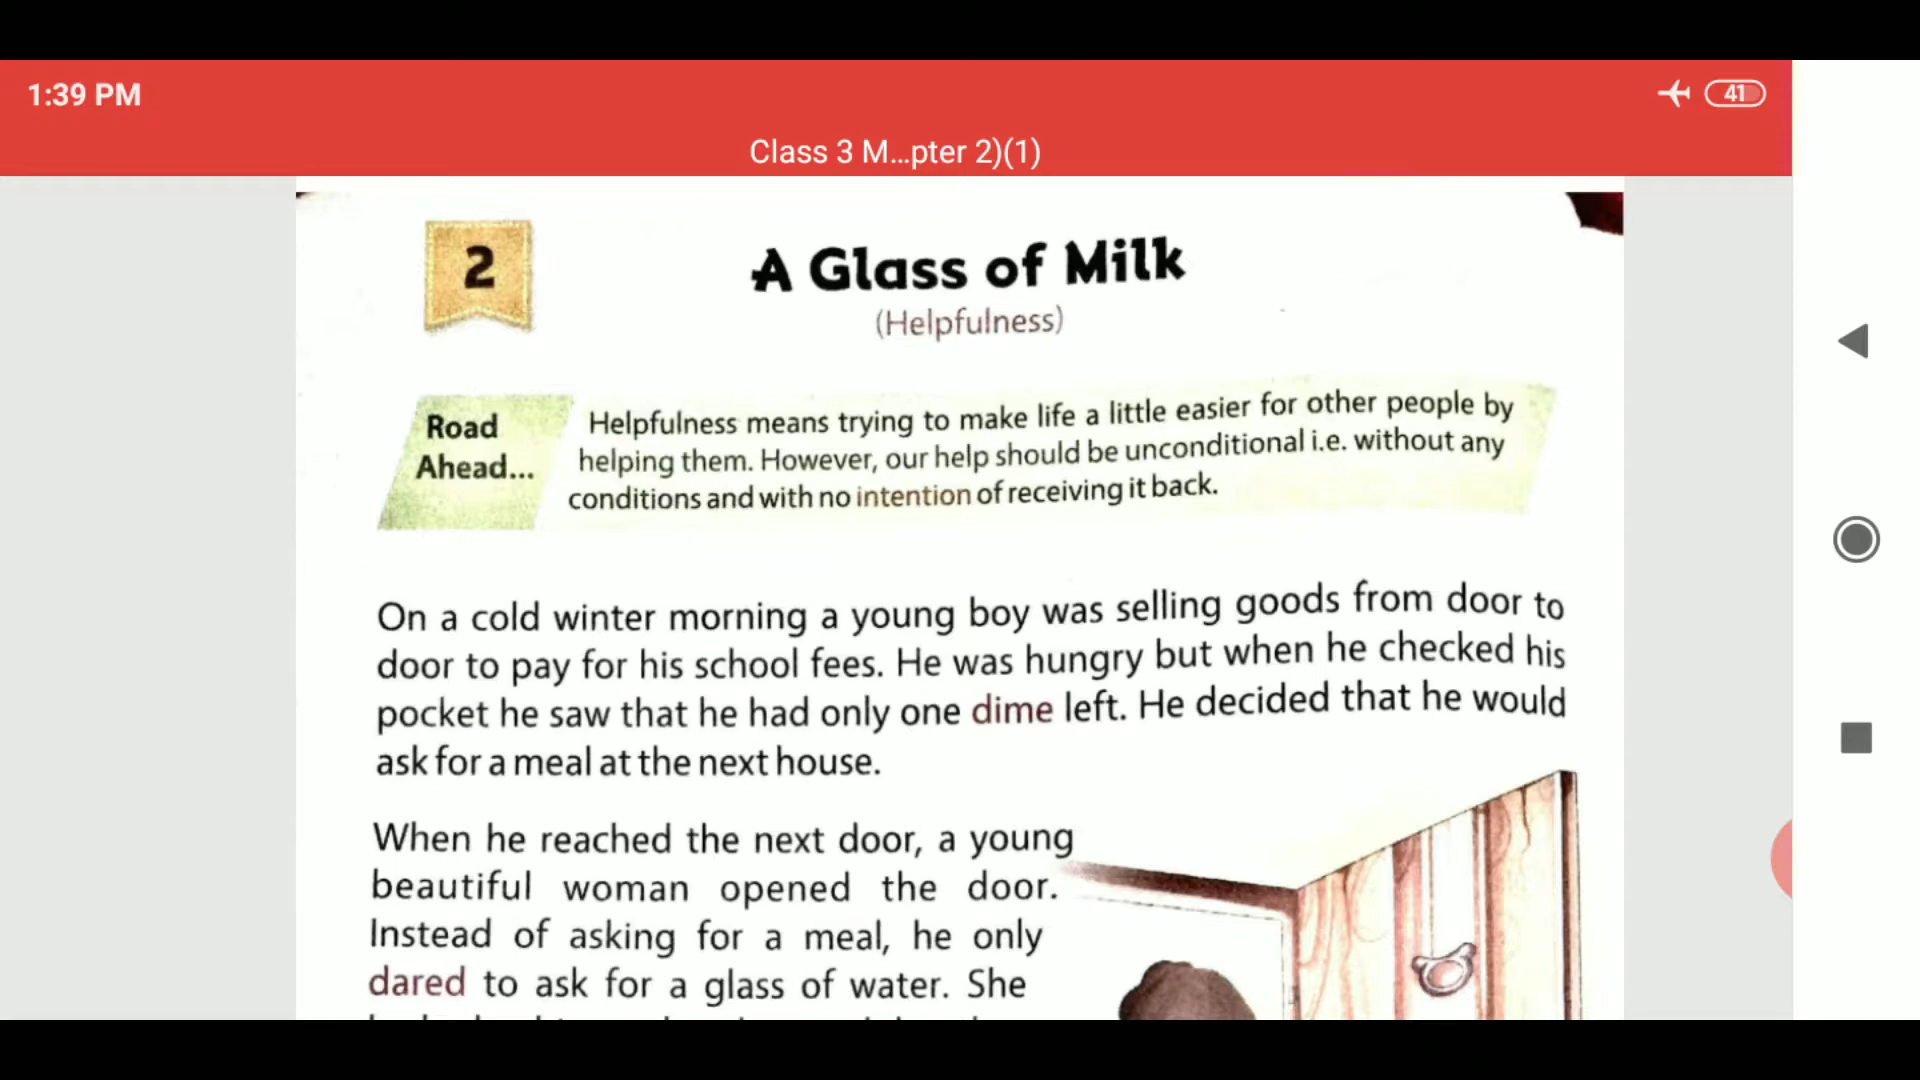 1:39 PM
41
Class 3 M...pter 2)(1)
2
A Glass of Milk
(Helpfulness)
Road
Ahead...
Helpfulness means trying to make life a little easier for other people by
helping them. However, our help should be unconditional i.e. without any
conditions and with no intention of receiving it back.
On a cold winter morning a young boy was selling goods from door to
door to pay for his school fees. He was hungry but when he checked his
pocket he saw that he had only one dime left. He decided that he would
ask for a meal at the next house.
When he reached the next door, a young
beautiful woman opened the door.
Instead of asking for a meal, he only
dared to ask for a glass of water. She